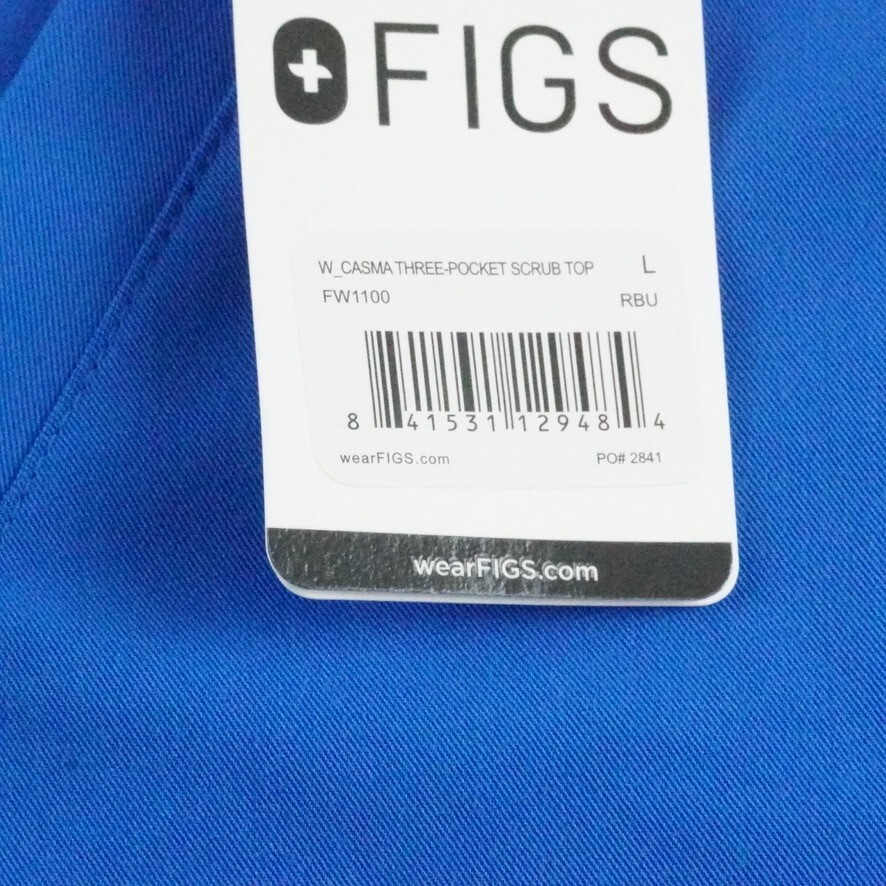 FIGS
W_CASMA THREE-POCKET SCRUB TOP L
FW1100 RBU
8 41531 12948 4
wearFIGS.com PO# 2841
wearFIGS.com